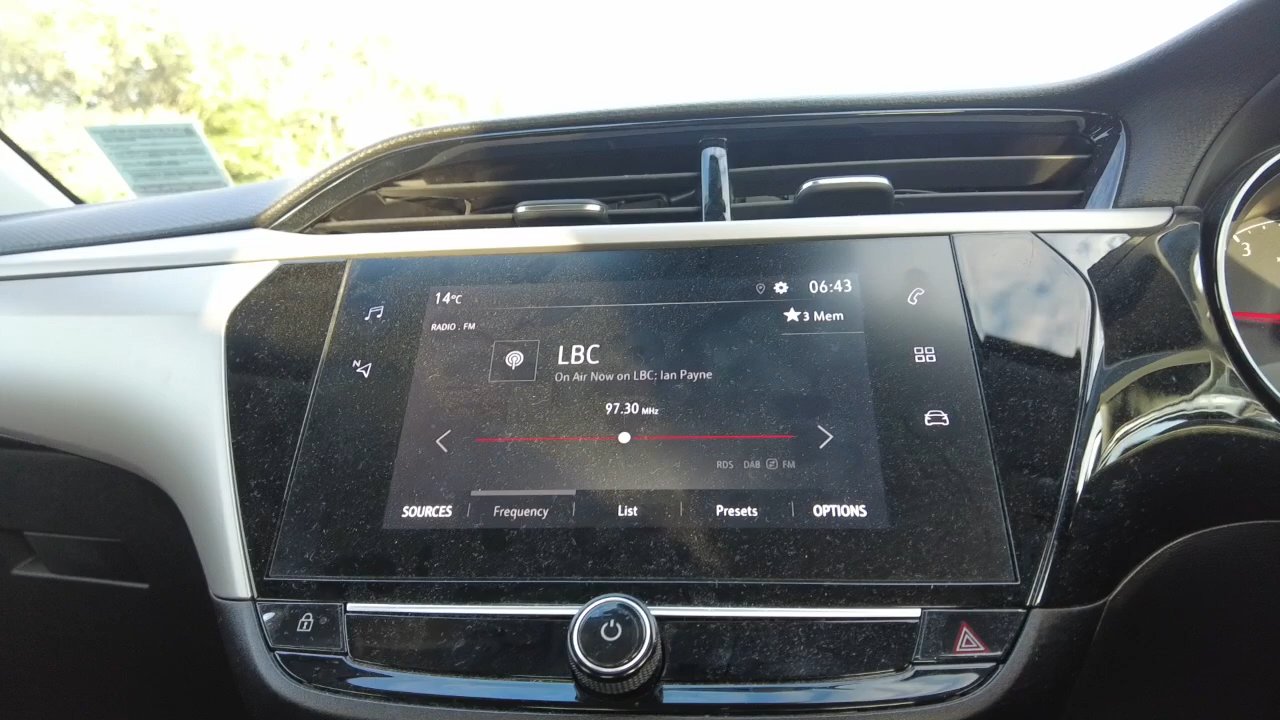 14°C
06:43
RADIO . FM
3 Mem
LBC
On Air Now on LBC: Ian Payne
97.30 MHz
RDS DAB FM
SOURCES Frequency List Presets OPTIONS
N
3